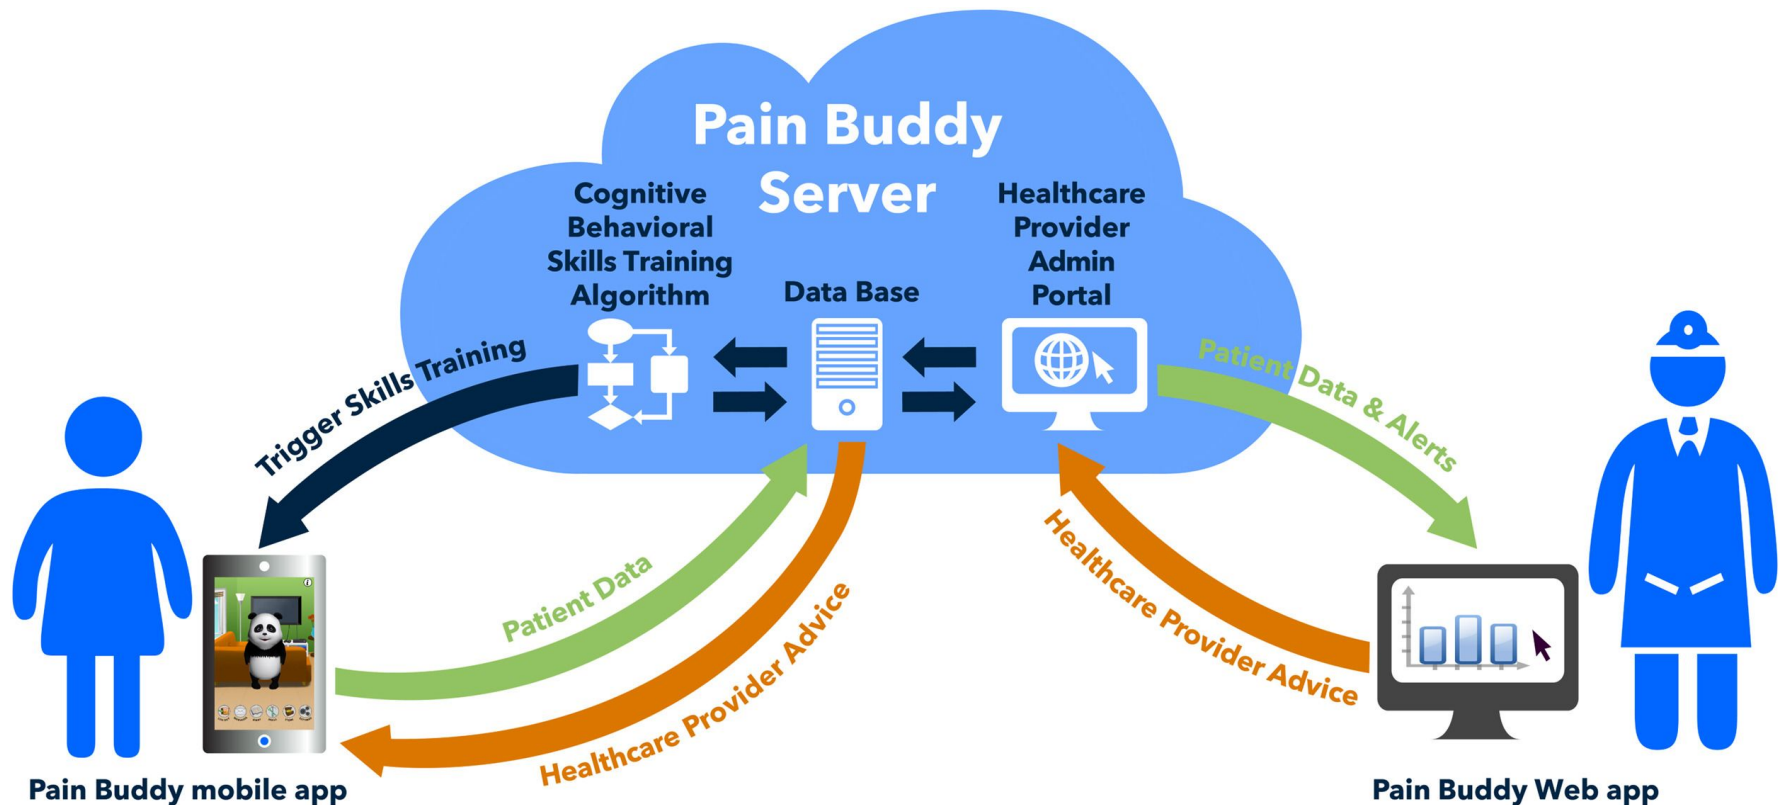 Pain Buddy
Server
Cognitive
Behavioral
Skills Training
Algorithm
Data Base
Healthcare
Provider
Admin
Portal
Trigger Skills Training
Patient Data & Alerts
Patient Data
Healthcare Provider Advice
Healthcare Provider Advice
Pain Buddy mobile app
Pain Buddy Web app